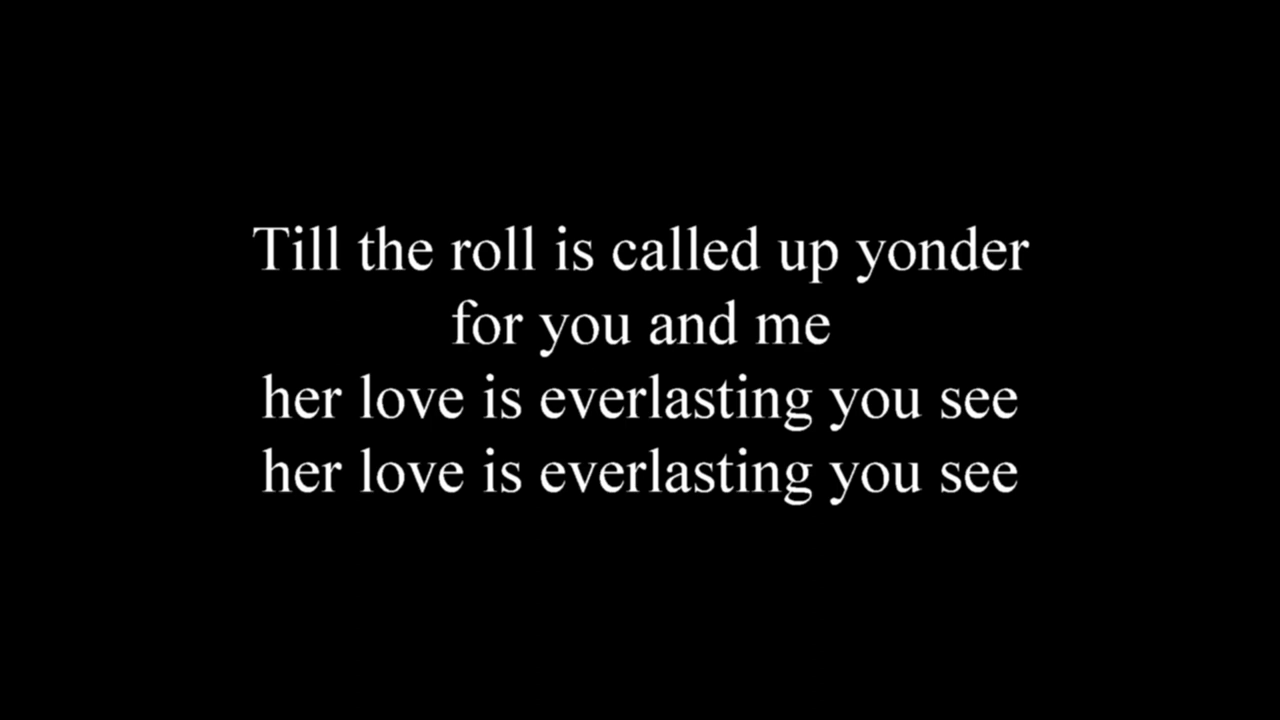 Till the roll is called up yonder
for you and me
her love is everlasting you see
her love is everlasting you see